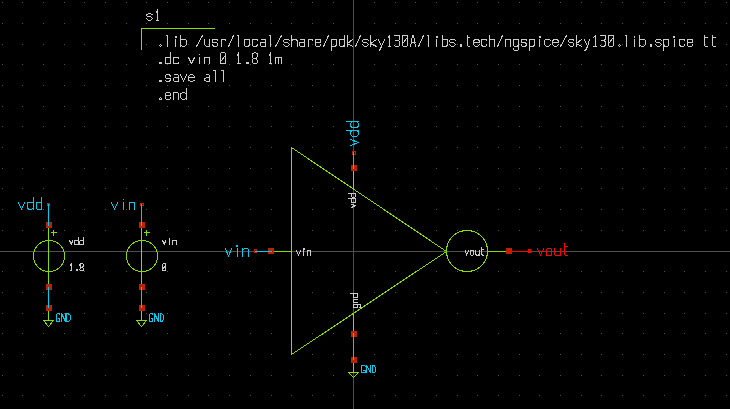 s1
.lib /usr/local/share/pdk/sky130A/libs.tech/ngspice/sky130.lib.spice tt
.dc vin 0 1.8 1m
.save all
.end
vdd
vdd
vdd
vin
vdd
1.8
vin
0
vin
vin
vout
vout
gnd
GND
GND
GND